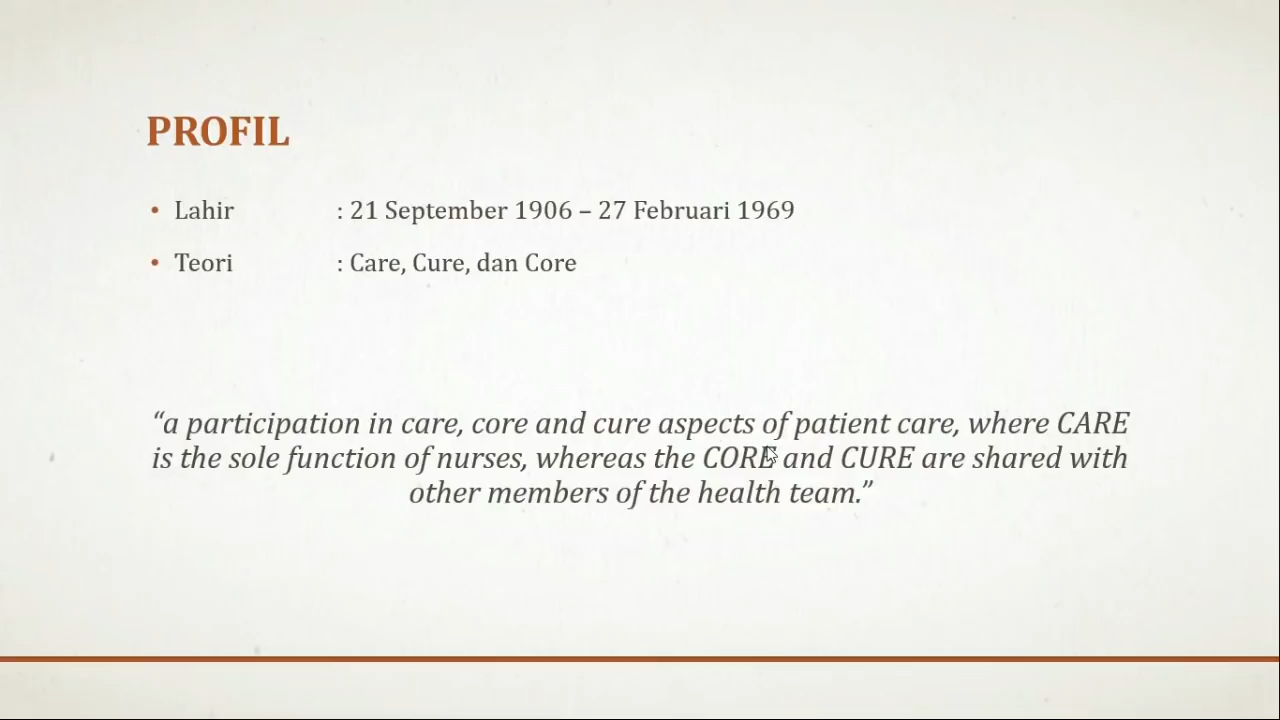 PROFIL
• Lahir : 21 September 1906 – 27 Februari 1969
• Teori : Care, Cure, dan Core
“a participation in care, core and cure aspects of patient care, where CARE
is the sole function of nurses, whereas the CORE and CURE are shared with
other members of the health team.”